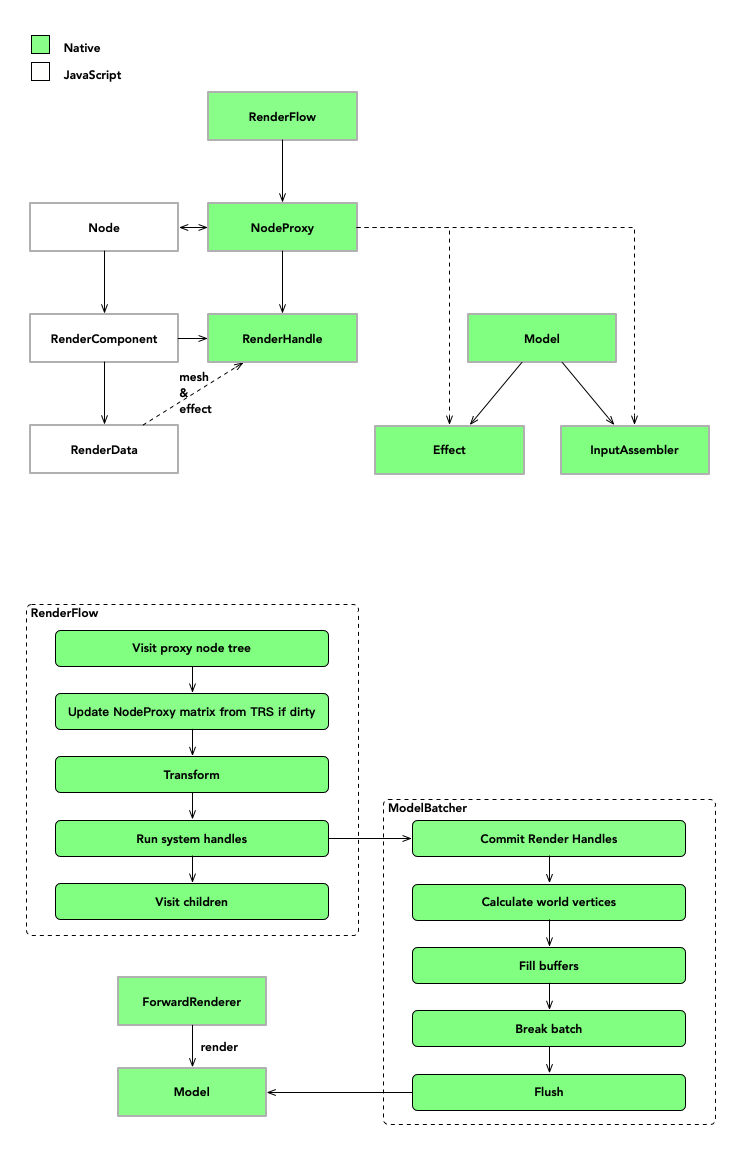 Native
JavaScript
RenderFlow
Node
NodeProxy
RenderComponent
RenderHandle
Model
mesh
&
effect
RenderData
Effect
InputAssembler
RenderFlow
Visit proxy node tree
Update NodeProxy matrix from TRS if dirty
Transform
Run system handles
Visit children
ModelBatcher
Commit Render Handles
Calculate world vertices
Fill buffers
Break batch
Flush
ForwardRenderer
render
Model